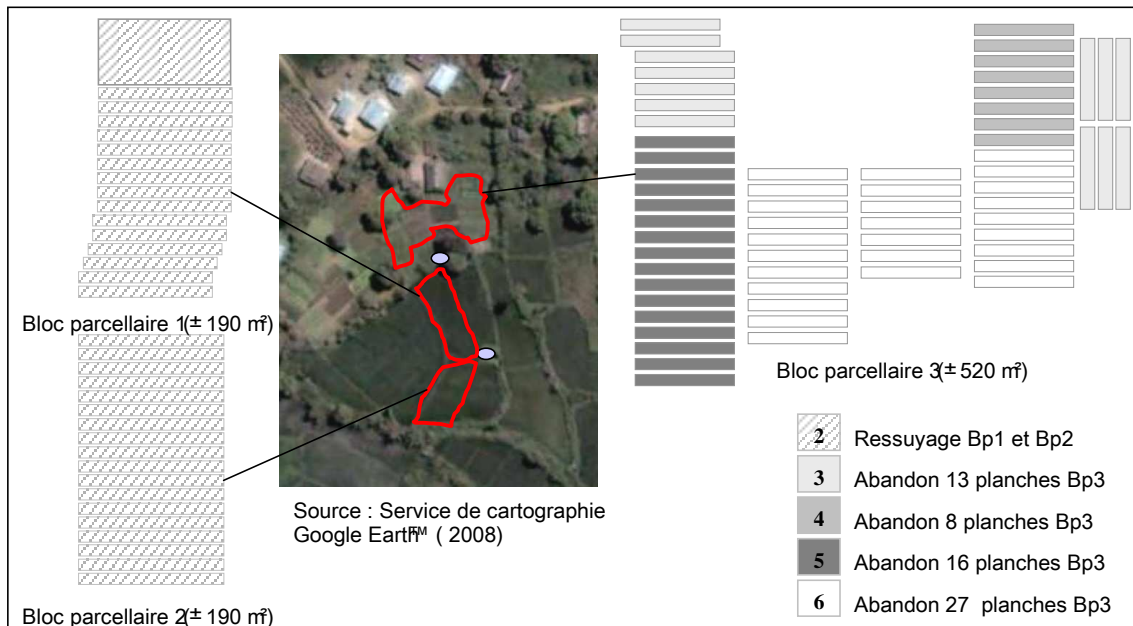 Bloc parcellaire 1(± 190 m²)
Bloc parcellaire 2(± 190 m²)
Source : Service de cartographie
Google Earth™ ( 2008)
Bloc parcellaire 3(± 520 m²)
2 Ressuyage Bp1 et Bp2
3 Abandon 13 planches Bp3
4 Abandon 8 planches Bp3
5 Abandon 16 planches Bp3
6 Abandon 27 planches Bp3